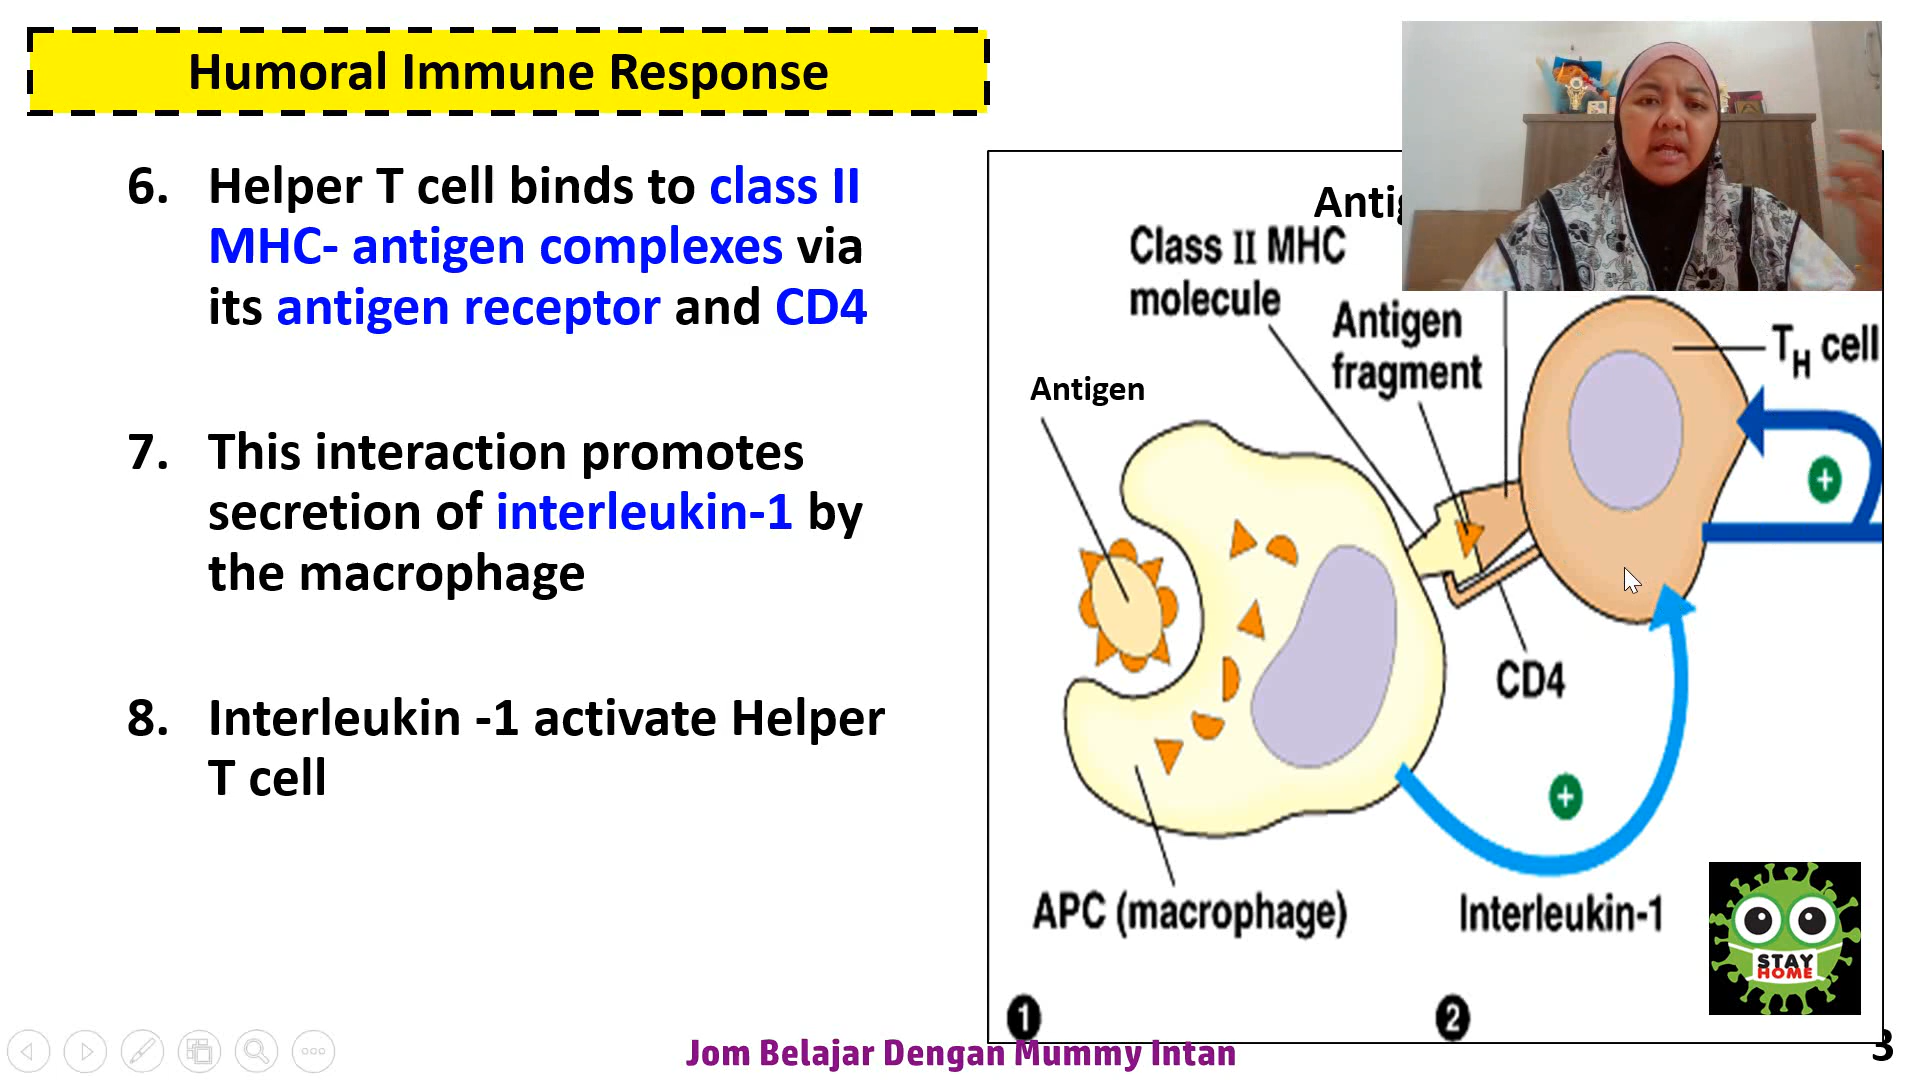 Humoral Immune Response
6. Helper T cell binds to class II
MHC- antigen complexes via
its antigen receptor and CD4
7. This interaction promotes
secretion of interleukin-1 by
the macrophage
8. Interleukin -1 activate Helper
T cell
Class II MHC
molecule
Antigen
fragment
TH cell
Antigen
CD4
APC (macrophage)
Interleukin-1
STAY
HOME
1
2
Jom Belajar Dengan Mummy Intan
3